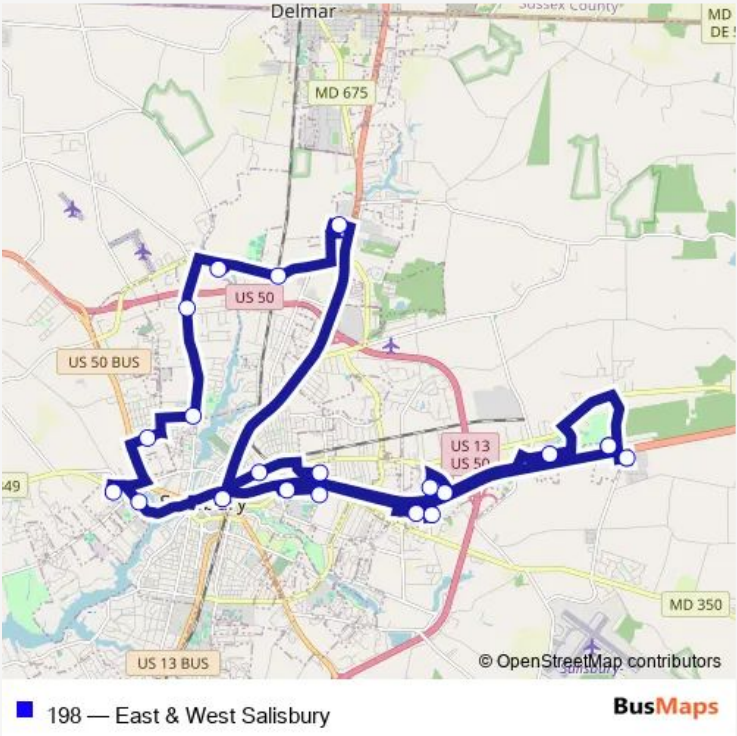 Delmar
Sussex County
MD
DE
MD 675
US 50
US 50 BUS
US 13
US 50
349
MD 350
US 13 BUS
© OpenStreetMap contributors
Salisbury-
198 — East & West Salisbury
BusMaps